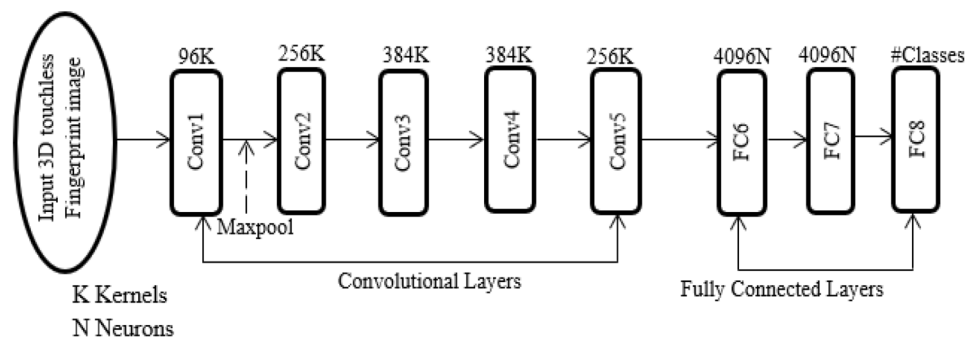 96K
256K
384K
384K
256K
4096N
4096N
#Classes
Input 3D touchless
Fingerprint image
Conv1
Conv2
Conv3
Conv4
Conv5
FC6
FC7
FC8
Maxpool
Convolutional Layers
Fully Connected Layers
K Kernels
N Neurons